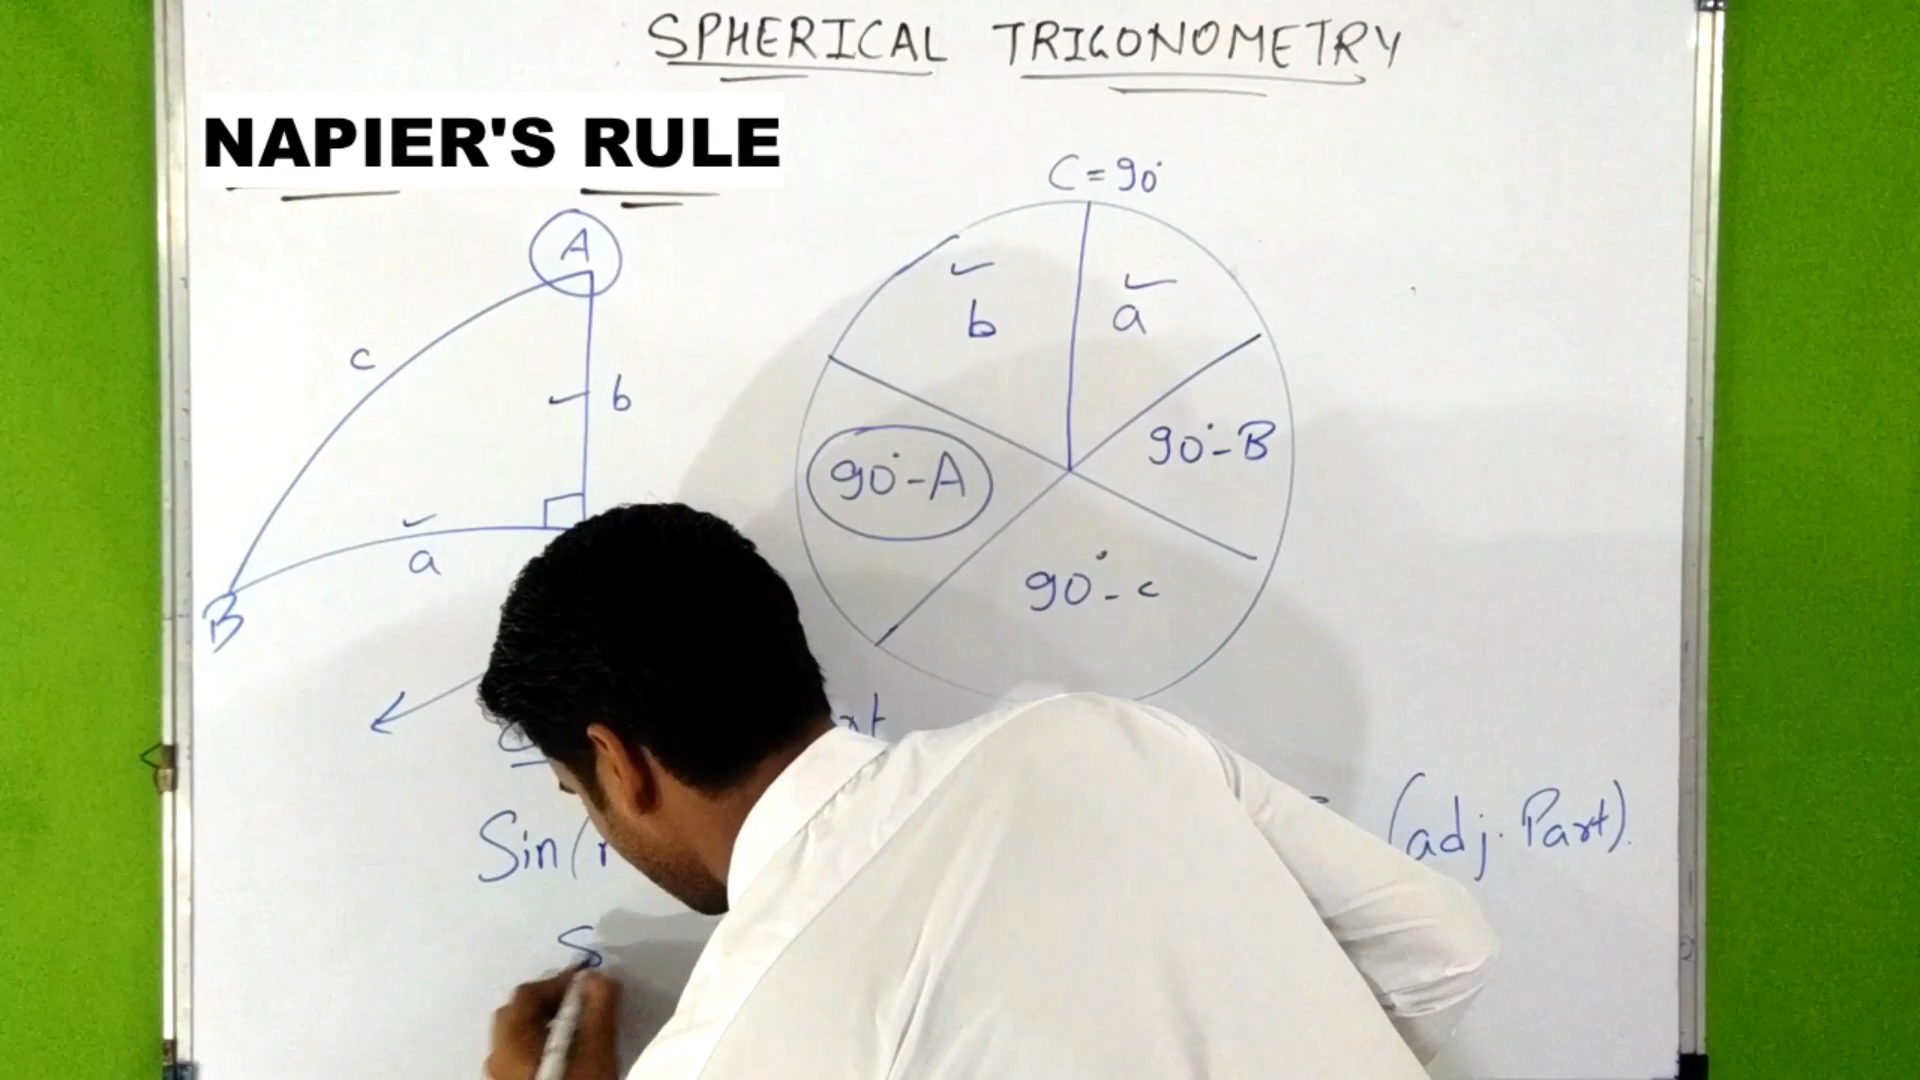 SPHERICAL TRIGONOMETRY
NAPIER'S RULE
C = 90°
A
b
a
c
b
90°-B
90°-A
a
90°-c
B
Sin (adj. Part).
S